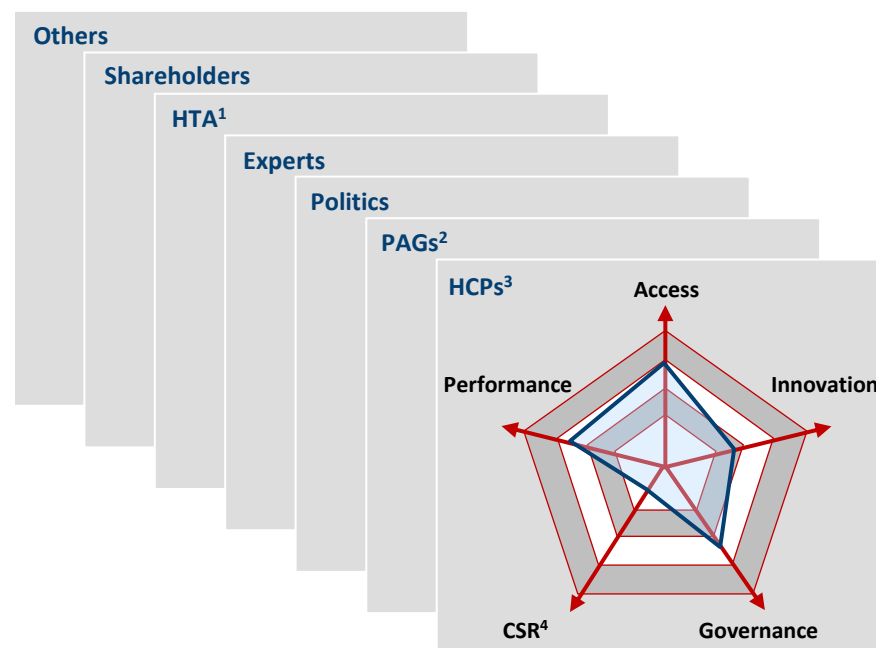 Others
Shareholders
HTA¹
Experts
Politics
PAGs²
HCPs³
Access
Performance
Innovation
CSR⁴
Governance